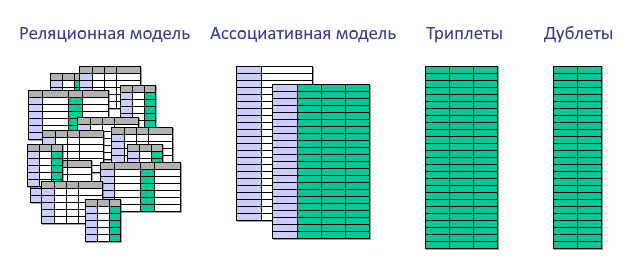 Реляционная модель Ассоциативная модель Триплеты Дублеты